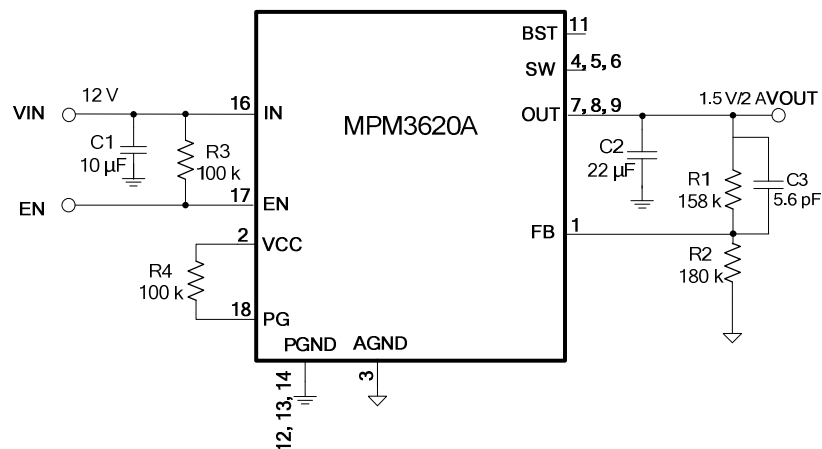 BST
11
SW
4, 5, 6
VIN
12 V
16
IN
MPM3620A
OUT
7, 8, 9
1.5 V/2 A
VOUT
C1
10 µF
R3
100 k
C2
22 µF
R1
158 k
C3
5.6 pF
EN
17
EN
2
VCC
FB
1
R4
100 k
R2
180 k
18
PG
PGND
AGND
12, 13, 14
3